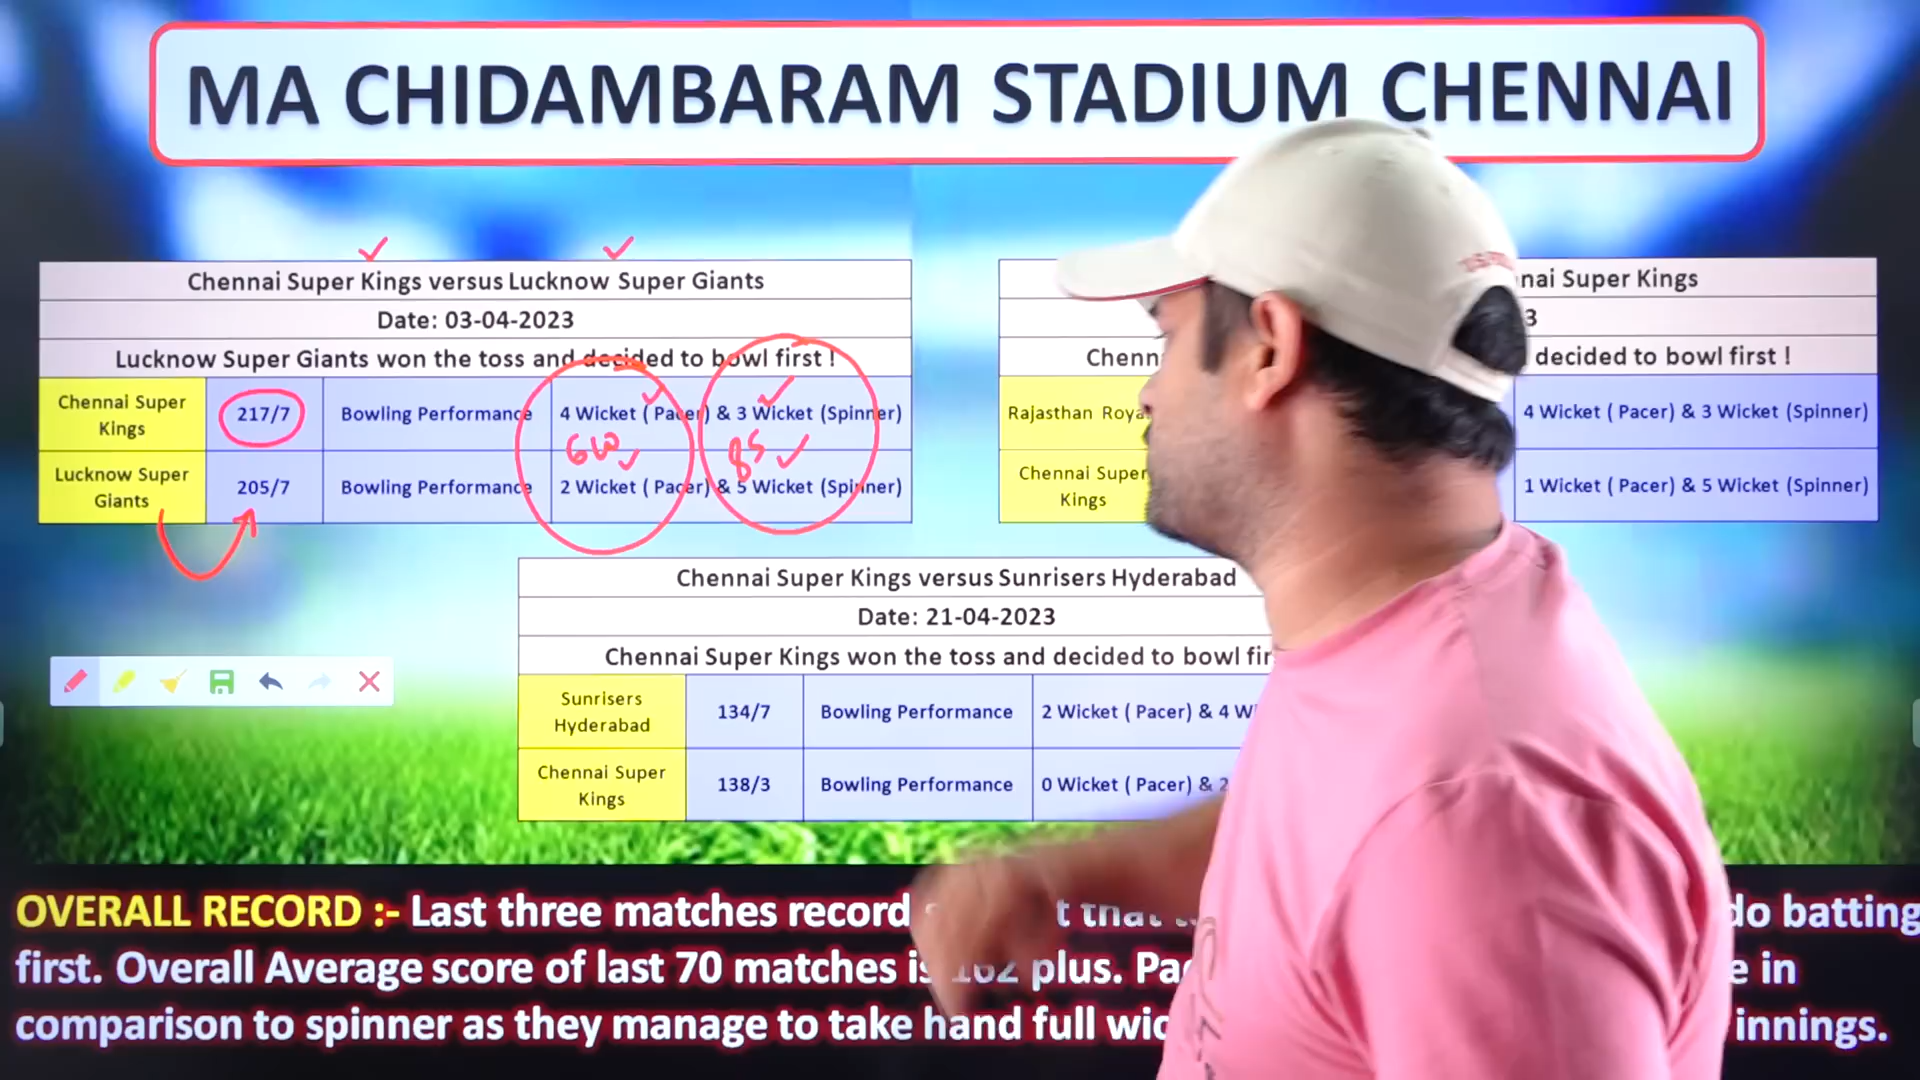 MA CHIDAMBARAM STADIUM CHENNAI
Chennai Super Kings versus Lucknow Super Giants
Date: 03-04-2023
Lucknow Super Giants won the toss and decided to bowl first !
Chennai Super Kings
217/7
Bowling Performance
4 Wicket ( Pacer) & 3 Wicket (Spinner)
85
Lucknow Super Giants
205/7
Bowling Performance
2 Wicket ( Pacer) & 5 Wicket (Spinner)
Super Kings
3
decided to bowl first !
Rajasthan
4 Wicket ( Pacer) & 3 Wicket (Spinner)
Chennai Super Kings
1 Wicket ( Pacer) & 5 Wicket (Spinner)
Chennai Super Kings versus Sunrisers Hyderabad
Date: 21-04-2023
Chennai Super Kings won the toss and decided to bowl
Sunrisers Hyderabad
134/7
Bowling Performance
2 Wicket ( Pacer) & 4
Chennai Super Kings
138/3
Bowling Performance
0 Wicket ( Pacer) & 2
OVERALL RECORD :- Last three matches record do batting
first. Overall Average score of last 70 matches is 162 plus. in
comparison to spinner as they manage to take hand full innings.